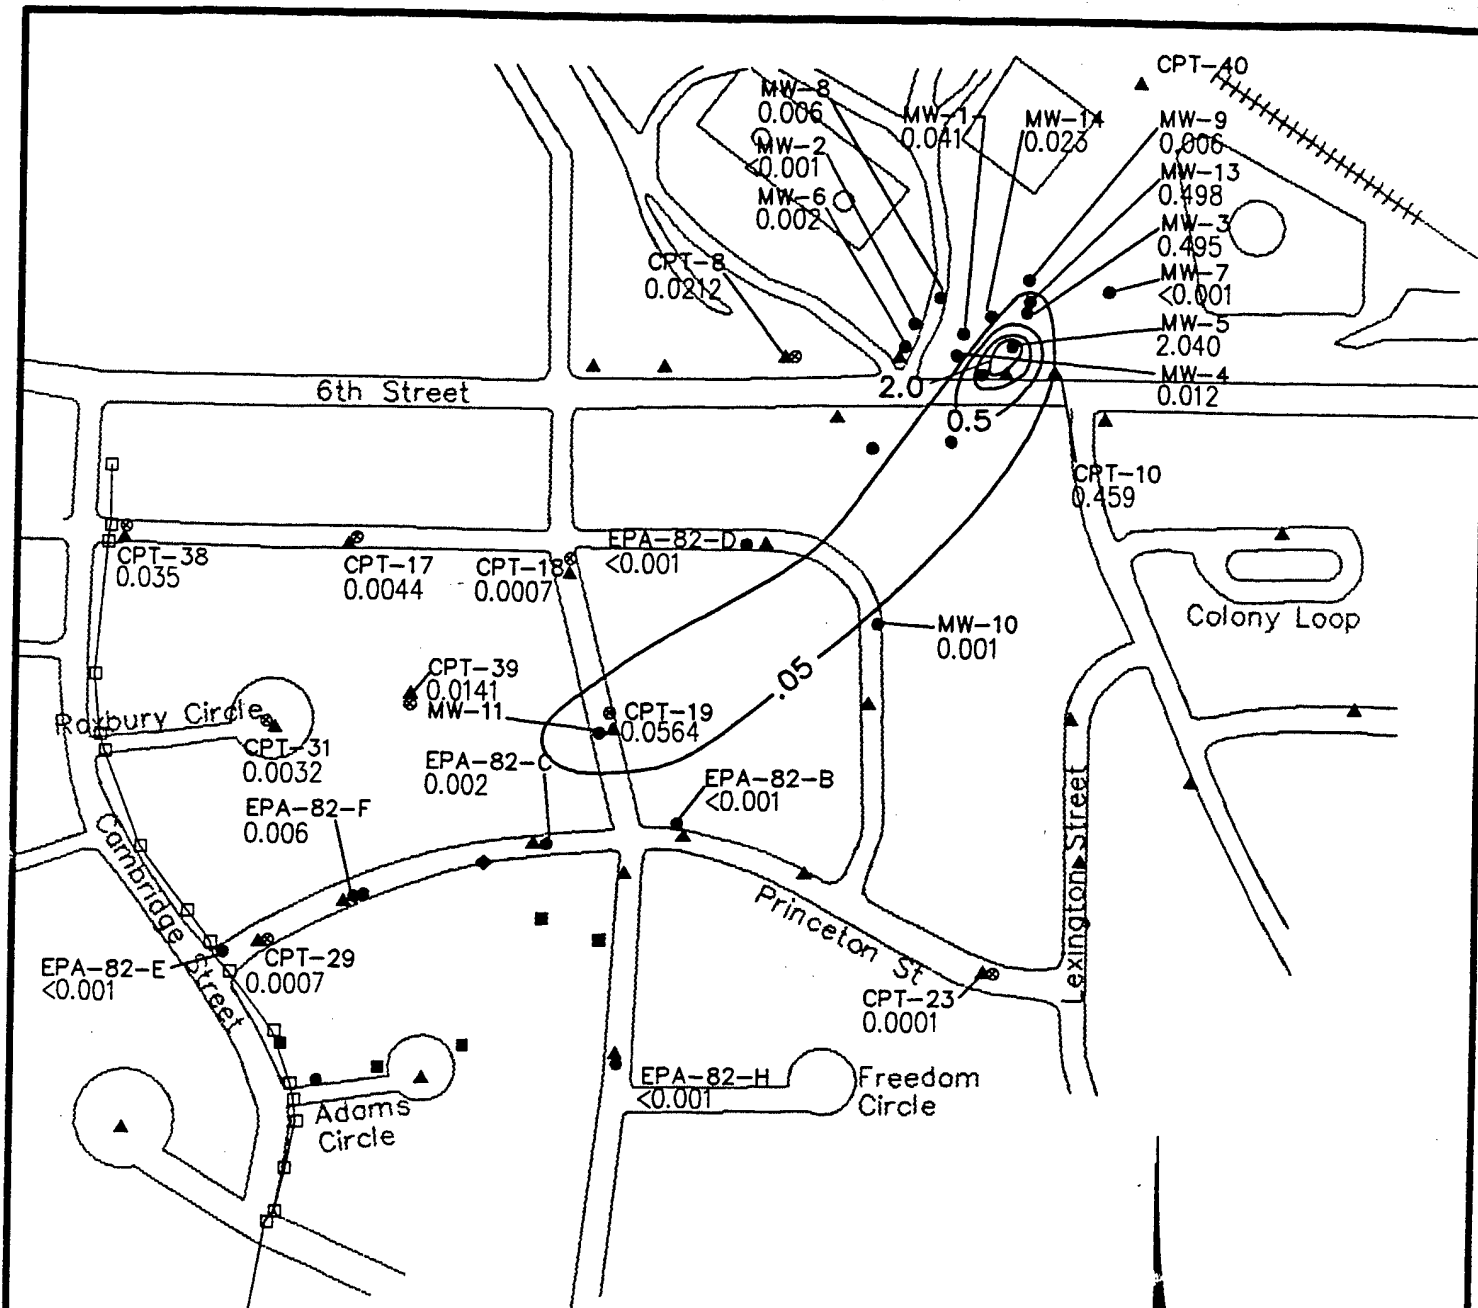 CPT-40
MW-8
0.006
MW-1
0.041
MW-14
0.023
MW-9
0.006
MW-2
<0.001
MW-13
0.498
MW-6
0.002
MW-3
0.495
CPT-8
0.0212
MW-7
<0.001
MW-5
2.040
MW-4
0.012
6th Street
2.0
0.5
CPT-10
0.459
CPT-38
0.035
CPT-17
0.0044
CPT-18
0.0007
EPA-82-D
<0.001
Colony Loop
MW-10
0.001
CPT-39
0.0141
MW-11
CPT-19
0.0564
.05
Roxbury Circle
CPT-31
0.0032
EPA-82-C
0.002
EPA-82-B
<0.001
EPA-82-F
0.006
Cambridge Street
Princeton St
Lexington Street
EPA-82-E
<0.001
CPT-29
0.0007
CPT-23
0.0001
EPA-82-H
<0.001
Freedom
Circle
Adams
Circle